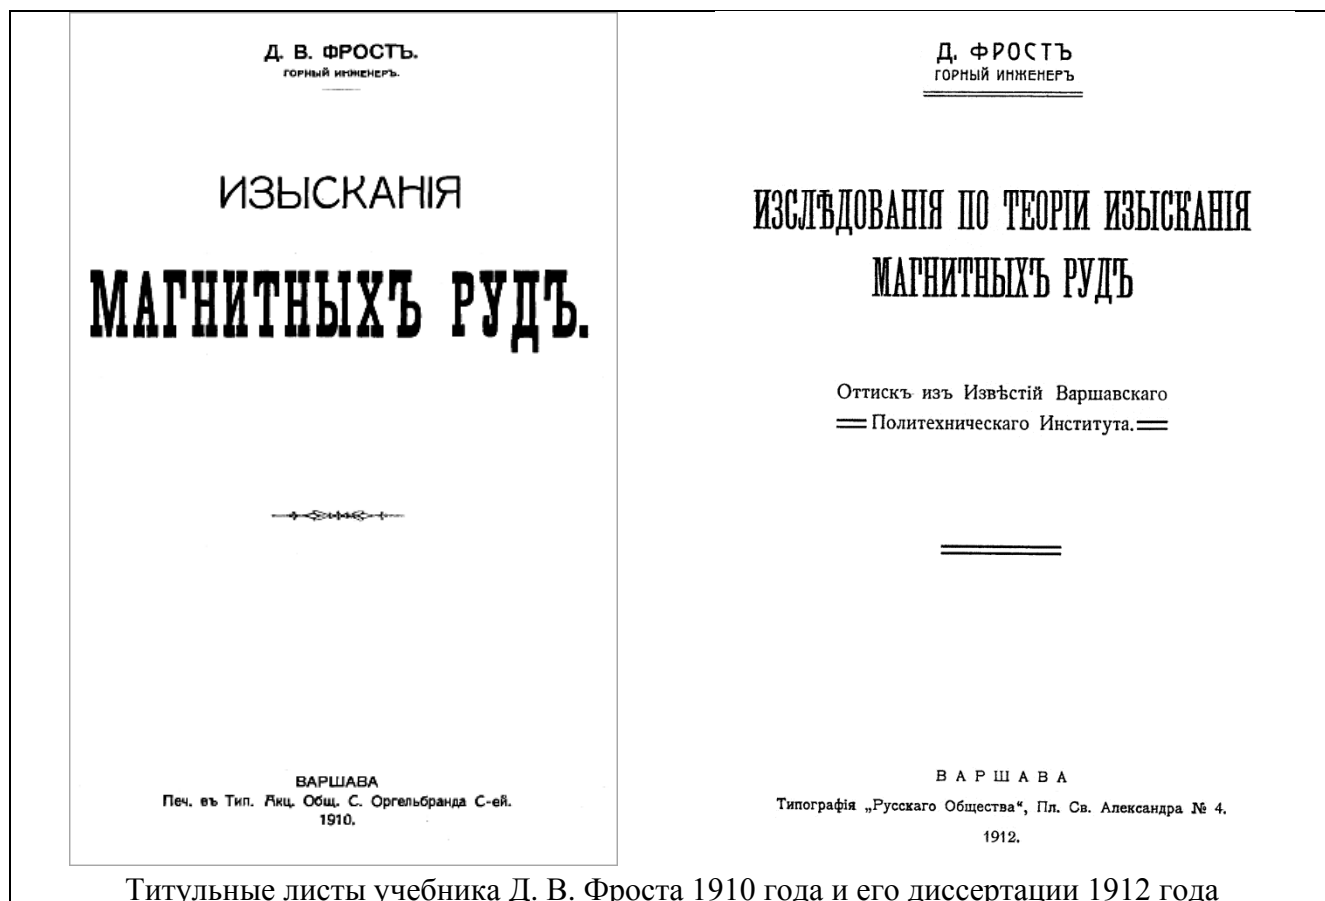 Д. В. ФРОСТЪ.
ГОРНЫЙ ИНЖЕНЕРЪ.
ИЗЫСКАНІЯ
МАГНИТНЫХЪ РУДЪ.
ВАРШАВА
Печ. въ Тип. Акц. Общ. С. Оргельбранда С-ей.
1910.
Д. ФРОСТЪ
ГОРНЫЙ ИНЖЕНЕРЪ
ИЗСЛѢДОВАНІЯ ПО ТЕОРІИ ИЗЫСКАНІЯ
МАГНИТНЫХЪ РУДЪ
Оттискъ изъ Извѣстій Варшавскаго
Политехническаго Института.
ВАРШАВА
Типографія „Русскаго Общества“, Пл. Св. Александра № 4.
1912.
Титульные листы учебника Д. В. Фроста 1910 года и его диссертации 1912 года